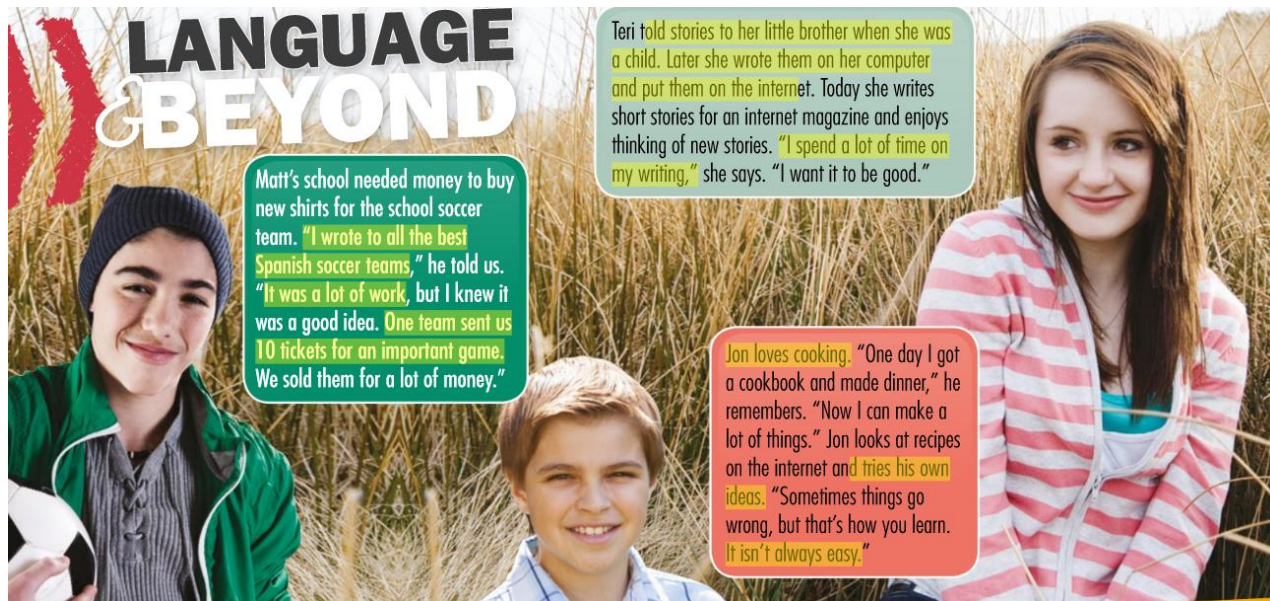 LANGUAGE
& BEYOND
Matt's school needed money to buy
new shirts for the school soccer
team. “I wrote to all the best
Spanish soccer teams,” he told us.
“It was a lot of work, but I knew it
was a good idea. One team sent us
10 tickets for an important game.
We sold them for a lot of money.”
Teri told stories to her little brother when she was
a child. Later she wrote them on her computer
and put them on the internet. Today she writes
short stories for an internet magazine and enjoys
thinking of new stories. “I spend a lot of time on
my writing,” she says. “I want it to be good.”
Jon loves cooking. “One day I got
a cookbook and made dinner,” he
remembers. “Now I can make a
lot of things.” Jon looks at recipes
on the internet and tries his own
ideas. “Sometimes things go
wrong, but that's how you learn.
It isn't always easy.”